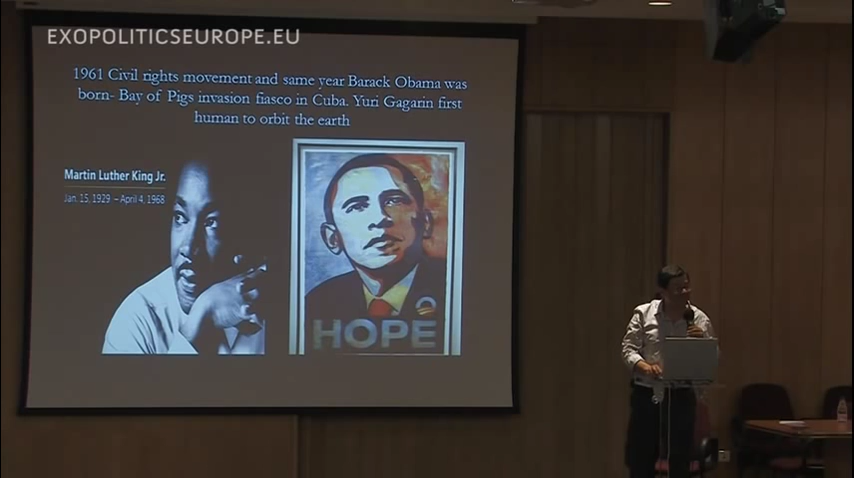 EXOPOLITICSEUROPE.EU
1961 Civil rights movement and same year Barack Obama was
born- Bay of Pigs invasion fiasco in Cuba. Yuri Gagarin first
human to orbit the earth
Martin Luther King Jr.
Jan. 15, 1929 – April 4, 1968
HOPE